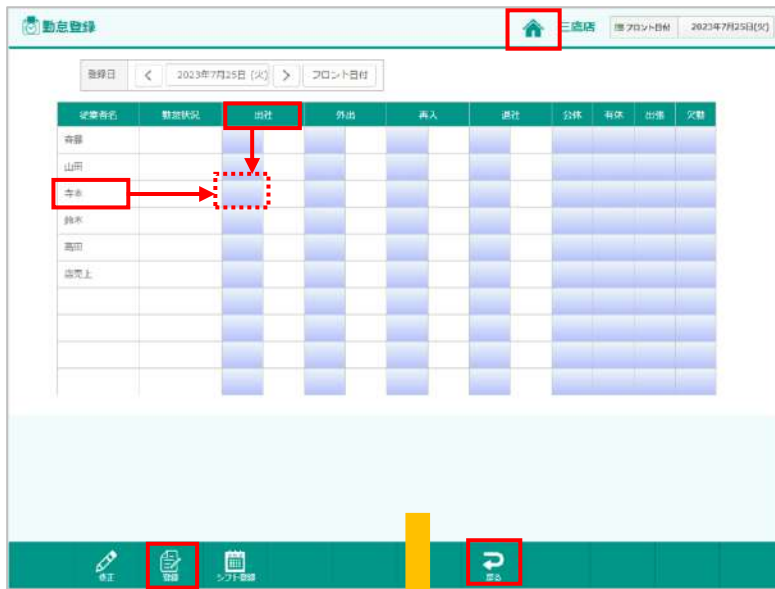 勤怠登録
三鷹店 フロント日付 2023年7月25日(火)
登録日 2023年7月25日 (火) フロント日付
従業者名 勤怠状況 出社 外出 再入 退社 公休 有休 出張 欠勤
斉藤
山田
寺本
鈴木
高田
店売上
修正 登録 シフト登録 戻る